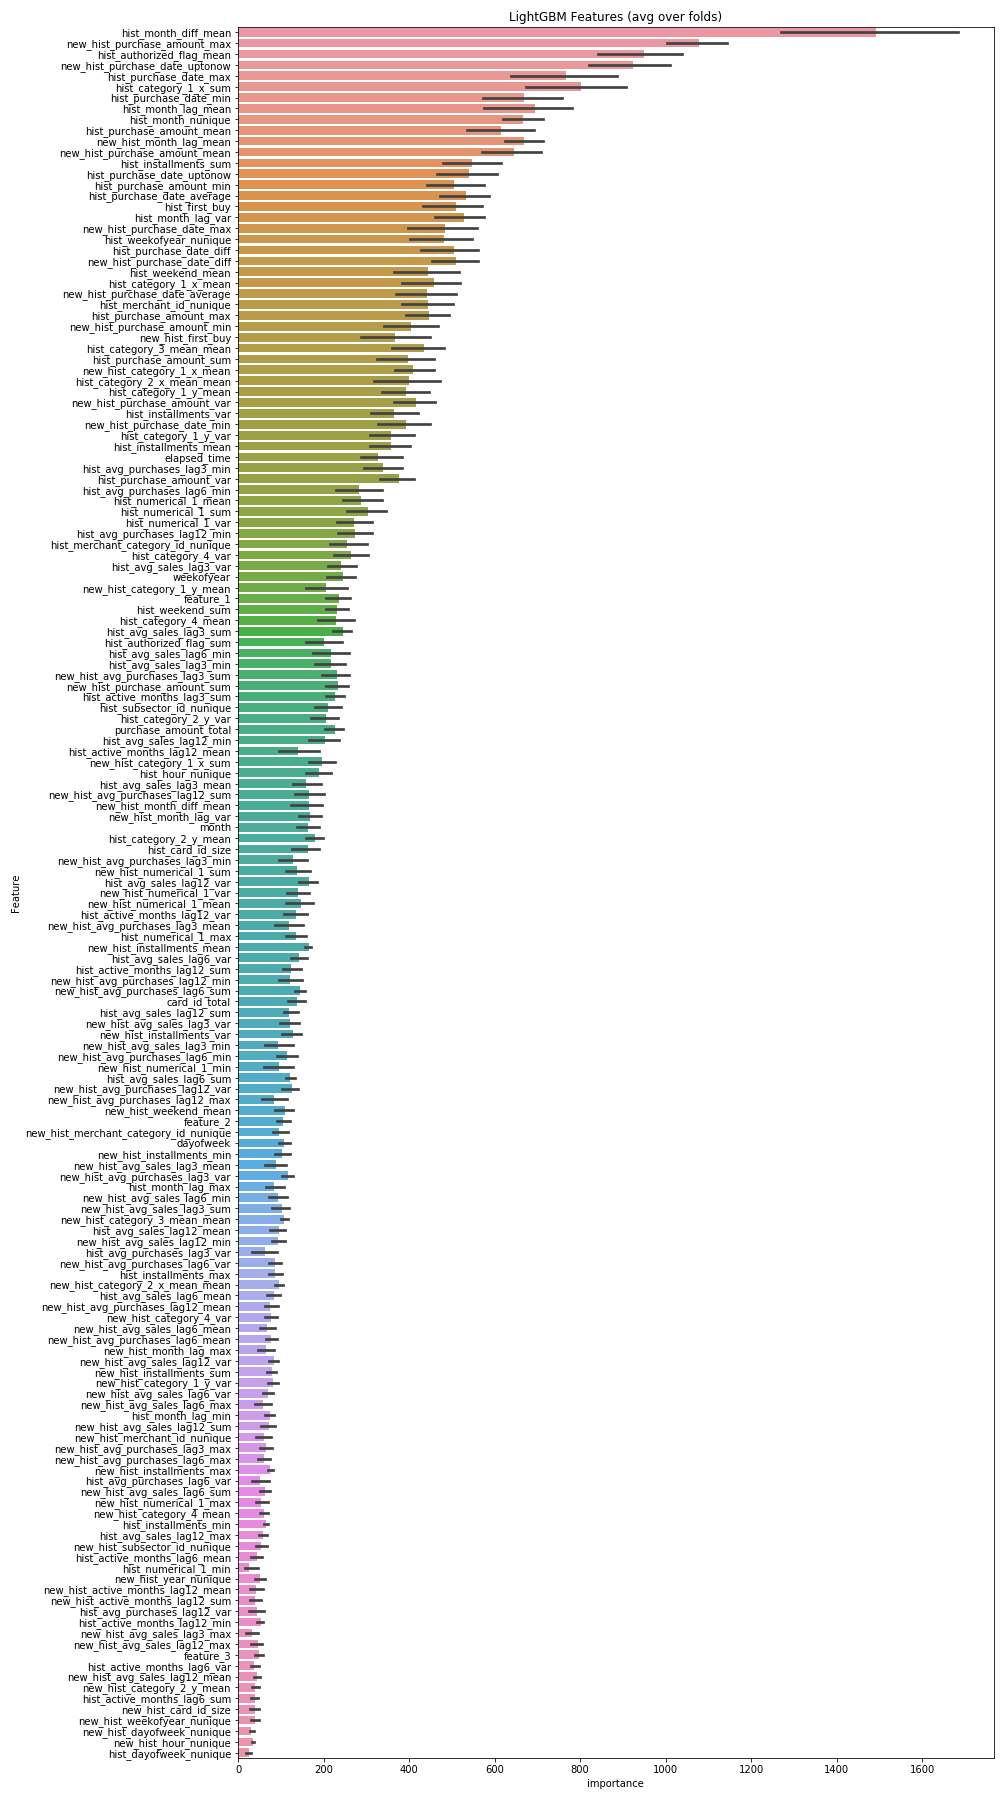 LightGBM Features (avg over folds)
hist_month_diff_mean
new_hist_purchase_amount_max
hist_authorized_flag_mean
new_hist_purchase_date_uptonow
hist_purchase_date_max
hist_category_1_x_sum
hist_purchase_date_min
hist_month_lag_mean
hist_month_nunique
hist_purchase_amount_mean
new_hist_month_lag_mean
new_hist_purchase_amount_mean
hist_installments_sum
hist_purchase_date_uptonow
hist_purchase_amount_min
hist_purchase_date_average
hist_first_buy
hist_month_lag_var
new_hist_purchase_date_max
hist_weekofyear_nunique
hist_purchase_date_diff
new_hist_purchase_date_diff
hist_weekend_mean
hist_category_1_x_mean
new_hist_purchase_date_average
hist_merchant_id_nunique
hist_purchase_amount_max
new_hist_purchase_amount_min
new_hist_first_buy
hist_category_3_mean_mean
hist_purchase_amount_sum
new_hist_category_1_x_mean
hist_category_2_x_mean_mean
hist_category_1_y_mean
new_hist_purchase_amount_var
hist_installments_var
new_hist_purchase_date_min
hist_category_1_y_var
hist_installments_mean
elapsed_time
hist_avg_purchases_lag3_min
hist_purchase_amount_var
hist_avg_purchases_lag6_min
hist_numerical_1_mean
hist_numerical_1_sum
hist_numerical_1_var
hist_avg_purchases_lag12_min
hist_merchant_category_id_nunique
hist_category_4_var
hist_avg_sales_lag3_var
weekofyear
new_hist_category_1_y_mean
feature_1
hist_weekend_sum
hist_category_4_mean
hist_avg_sales_lag3_sum
hist_authorized_flag_sum
hist_avg_sales_lag6_min
hist_avg_sales_lag3_min
new_hist_avg_purchases_lag3_sum
new_hist_purchase_amount_sum
hist_active_months_lag3_sum
hist_subsector_id_nunique
hist_category_2_y_var
purchase_amount_total
hist_avg_sales_lag12_min
hist_active_months_lag12_mean
new_hist_category_1_x_sum
hist_hour_nunique
hist_avg_sales_lag3_mean
new_hist_avg_purchases_lag12_sum
new_hist_month_diff_mean
new_hist_month_lag_var
month
hist_category_2_y_mean
hist_card_id_size
new_hist_avg_purchases_lag3_min
new_hist_numerical_1_sum
hist_avg_sales_lag12_var
new_hist_numerical_1_var
new_hist_numerical_1_mean
hist_active_months_lag12_var
new_hist_avg_purchases_lag3_mean
hist_numerical_1_max
new_hist_installments_mean
hist_avg_sales_lag6_var
hist_active_months_lag12_sum
new_hist_avg_purchases_lag12_min
new_hist_avg_purchases_lag6_sum
card_id_total
hist_avg_sales_lag12_sum
new_hist_avg_sales_lag3_var
new_hist_installments_var
new_hist_avg_sales_lag3_min
new_hist_avg_purchases_lag6_min
new_hist_numerical_1_min
hist_avg_sales_lag6_sum
new_hist_avg_purchases_lag12_var
new_hist_avg_purchases_lag12_max
new_hist_weekend_mean
feature_2
new_hist_merchant_category_id_nunique
dayofweek
new_hist_installments_min
new_hist_avg_sales_lag3_mean
new_hist_avg_purchases_lag3_var
hist_month_lag_max
new_hist_avg_sales_lag6_min
new_hist_avg_sales_lag3_sum
new_hist_category_3_mean_mean
hist_avg_sales_lag12_mean
new_hist_avg_sales_lag12_min
hist_avg_purchases_lag3_var
new_hist_avg_purchases_lag6_var
hist_installments_max
new_hist_category_2_x_mean_mean
hist_avg_sales_lag6_mean
new_hist_avg_purchases_lag12_mean
new_hist_category_4_var
new_hist_avg_sales_lag6_mean
new_hist_avg_purchases_lag6_mean
new_hist_month_lag_max
new_hist_avg_sales_lag12_var
new_hist_installments_sum
new_hist_category_1_y_var
new_hist_avg_sales_lag6_var
new_hist_avg_sales_lag6_max
hist_month_lag_min
new_hist_avg_sales_lag12_sum
new_hist_merchant_id_nunique
new_hist_avg_purchases_lag3_max
new_hist_avg_purchases_lag6_max
new_hist_installments_max
hist_avg_purchases_lag6_var
new_hist_avg_sales_lag6_sum
new_hist_numerical_1_max
new_hist_category_4_mean
hist_installments_min
hist_avg_sales_lag12_max
new_hist_subsector_id_nunique
hist_active_months_lag6_mean
hist_numerical_1_min
new_hist_year_nunique
new_hist_active_months_lag12_mean
new_hist_active_months_lag12_sum
hist_avg_purchases_lag12_var
hist_active_months_lag12_min
new_hist_avg_sales_lag3_max
new_hist_avg_sales_lag12_max
feature_3
hist_active_months_lag6_var
new_hist_avg_sales_lag12_mean
new_hist_category_2_y_mean
hist_active_months_lag6_sum
new_hist_card_id_size
new_hist_weekofyear_nunique
new_hist_dayofweek_nunique
new_hist_hour_nunique
hist_dayofweek_nunique
Feature
0 200 400 600 800 1000 1200 1400 1600
importance